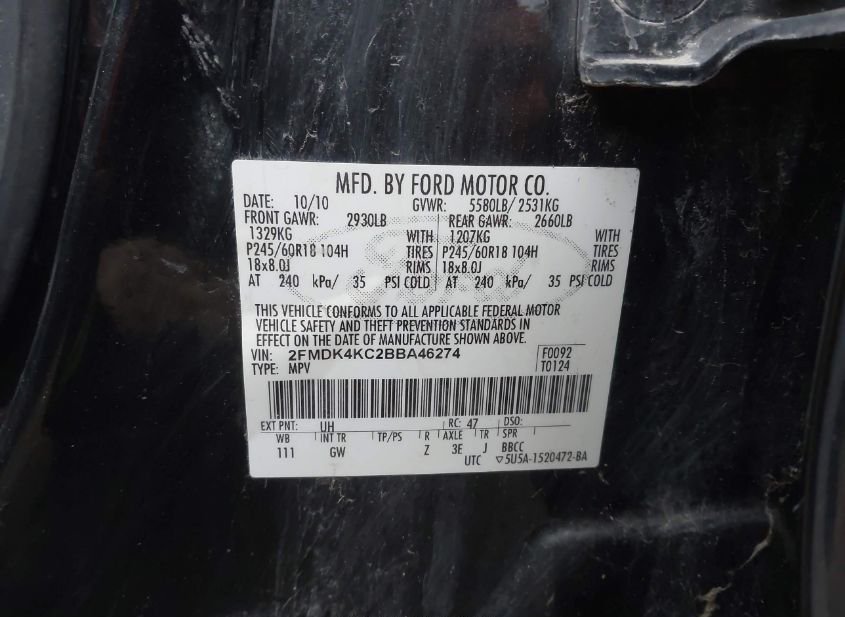 MFD. BY FORD MOTOR CO.
DATE: 10/10 GVWR: 5580LB/ 2531KG
FRONT GAWR: 2930LB REAR GAWR: 2660LB
1329KG WITH 1207KG WITH
P245/60R18 104H TIRES P245/60R18 104H TIRES
18x8.0J RIMS 18x8.0J RIMS
AT 240 kPa/ 35 PSI COLD AT 240 kPa/ 35 PSI COLD
THIS VEHICLE CONFORMS TO ALL APPLICABLE FEDERAL MOTOR
VEHICLE SAFETY AND THEFT PREVENTION STANDARDS IN
EFFECT ON THE DATE OF MANUFACTURE SHOWN ABOVE.
VIN: 2FMDK4KC2BBA46274 F0092
TYPE: MPV T0124
EXT PNT: UH RC: 47 DSO:
WB INT TR TP/PS R AXLE TR SPR
111 GW Z 3E J BBCC
UTC ▽5U5A-1520472-BA